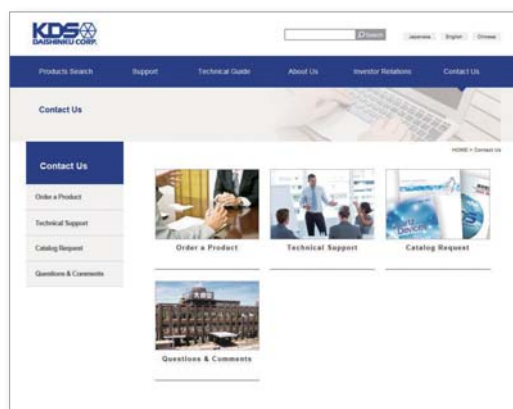 KDS
DAISHINKU CORP.
Search
Japanese English Chinese
Products Search Support Technical Guide About Us Investor Relations Contact Us
Contact Us
HOME > Contact Us
Contact Us
Order a Product
Technical Support
Catalog Request
Questions & Comments
Order a Product Technical Support Catalog Request
Questions & Comments